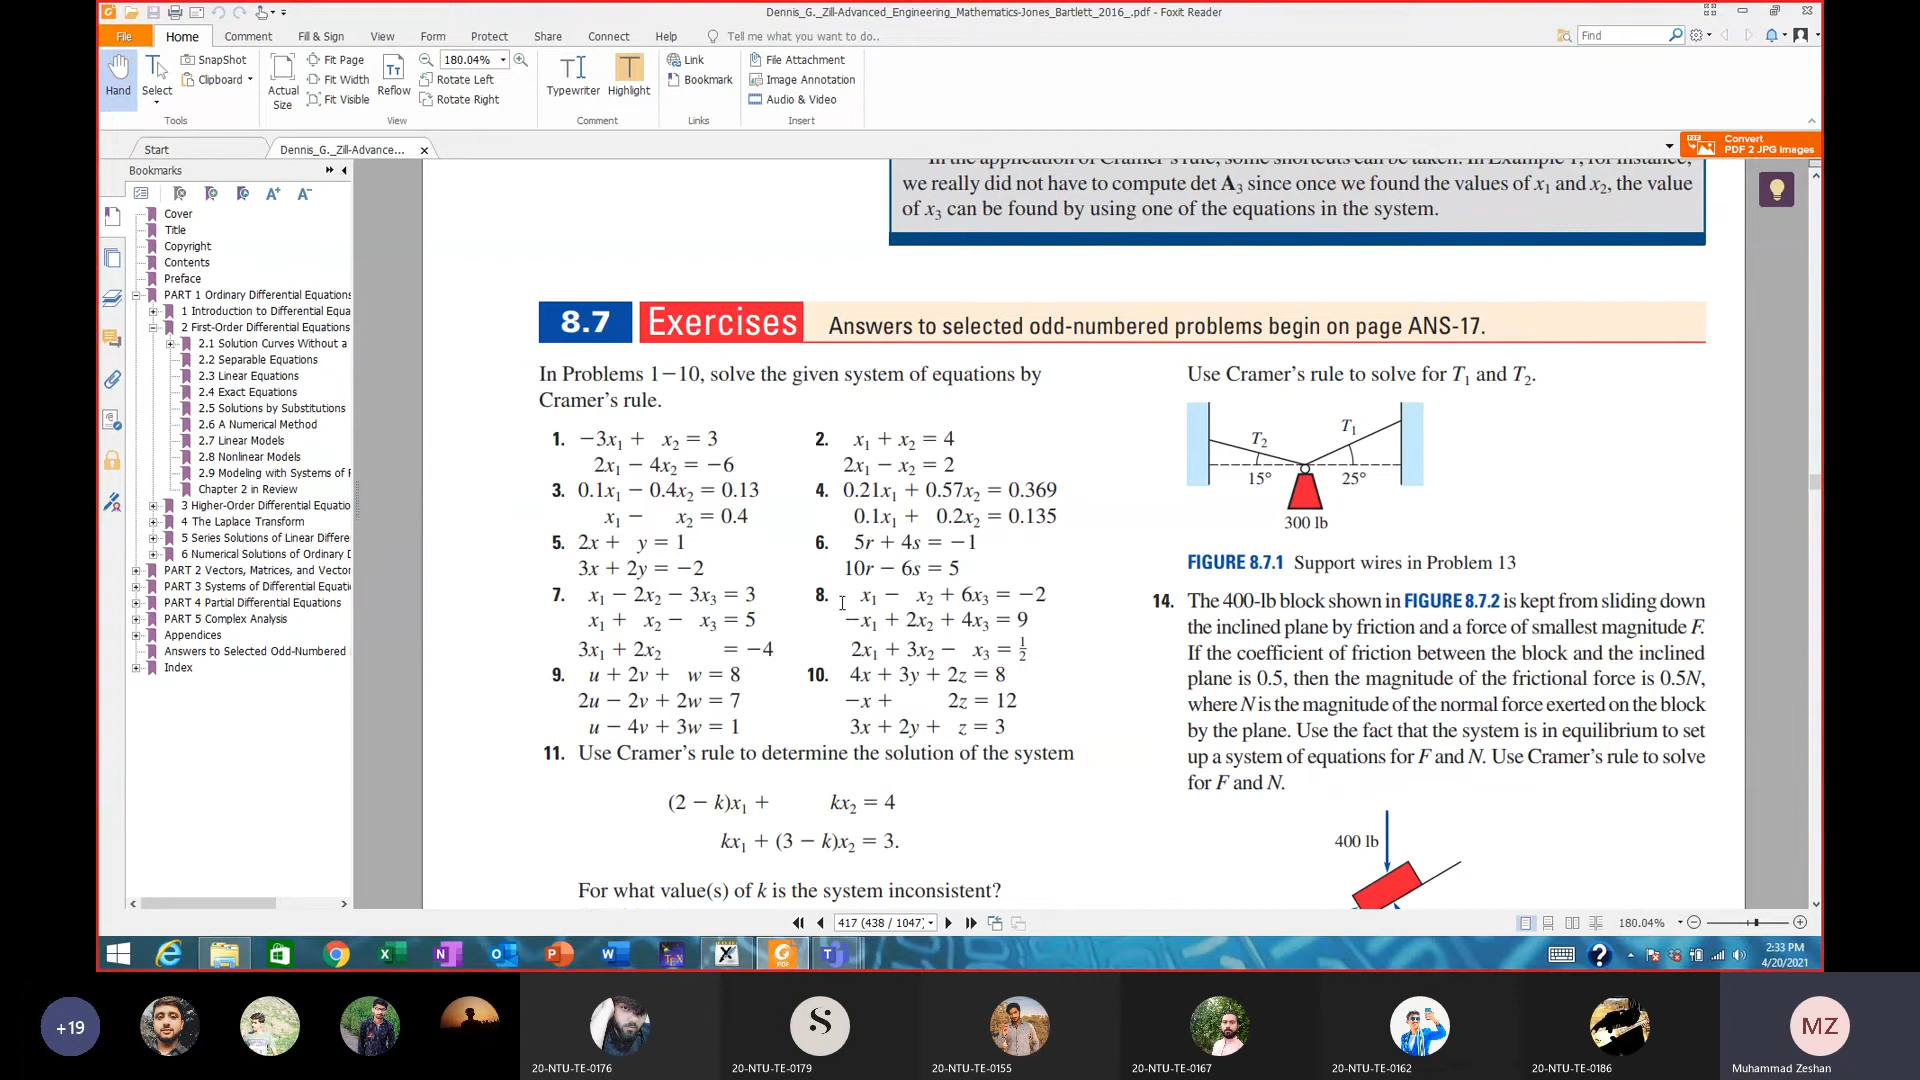 Dennis_G._Zill-Advanced_Engineering_Mathematics-Jones_Bartlett_2016_.pdf - Foxit Reader
File Home Comment Fill & Sign View Form Protect Share Connect Help Tell me what you want to do.. Find
Hand
Select
SnapShot
Clipboard
Tools
Actual Size
Fit Page
Fit Width
Fit Visible
Reflow
180.04%
Rotate Left
Rotate Right
View
Typewriter
Highlight
Comment
Link
Bookmark
Links
File Attachment
Image Annotation
Audio & Video
Insert
Start
Dennis_G._Zill-Advance...
Convert
PDF 2 JPG Images
Bookmarks
Cover
Title
Copyright
Contents
Preface
PART 1 Ordinary Differential Equations
1 Introduction to Differential Equa
2 First-Order Differential Equations
2.1 Solution Curves Without a
2.2 Separable Equations
2.3 Linear Equations
2.4 Exact Equations
2.5 Solutions by Substitutions
2.6 A Numerical Method
2.7 Linear Models
2.8 Nonlinear Models
2.9 Modeling with Systems of F
Chapter 2 in Review
3 Higher-Order Differential Equatio
4 The Laplace Transform
5 Series Solutions of Linear Differe
6 Numerical Solutions of Ordinary D
PART 2 Vectors, Matrices, and Vector
PART 3 Systems of Differential Equati
PART 4 Partial Differential Equations
PART 5 Complex Analysis
Appendices
Answers to Selected Odd-Numbered
Index
In the application of Cramer's rule, some shortcuts can be taken. In Example 1, for instance,
we really did not have to compute det A₃ since once we found the values of x₁ and x₂, the value
of x₃ can be found by using one of the equations in the system.
8.7 Exercises Answers to selected odd-numbered problems begin on page ANS-17.
In Problems 1–10, solve the given system of equations by
Cramer's rule.
1. −3x₁ + x₂ = 3
2x₁ − 4x₂ = −6
2. x₁ + x₂ = 4
2x₁ − x₂ = 2
3. 0.1x₁ − 0.4x₂ = 0.13
x₁ − x₂ = 0.4
4. 0.21x₁ + 0.57x₂ = 0.369
0.1x₁ + 0.2x₂ = 0.135
5. 2x + y = 1
3x + 2y = −2
6. 5r + 4s = −1
10r − 6s = 5
7. x₁ − 2x₂ − 3x₃ = 3
x₁ + x₂ − x₃ = 5
3x₁ + 2x₂ = −4
8. x₁ − x₂ + 6x₃ = −2
−x₁ + 2x₂ + 4x₃ = 9
2x₁ + 3x₂ − x₃ = ½
9. u + 2v + w = 8
2u − 2v + 2w = 7
u − 4v + 3w = 1
10. 4x + 3y + 2z = 8
−x + 2z = 12
3x + 2y + z = 3
11. Use Cramer's rule to determine the solution of the system
(2 − k)x₁ + kx₂ = 4
kx₁ + (3 − k)x₂ = 3.
For what value(s) of k is the system inconsistent?
Use Cramer's rule to solve for T₁ and T₂.
T₂
T₁
15°
25°
300 lb
FIGURE 8.7.1 Support wires in Problem 13
14. The 400-lb block shown in FIGURE 8.7.2 is kept from sliding down
the inclined plane by friction and a force of smallest magnitude F.
If the coefficient of friction between the block and the inclined
plane is 0.5, then the magnitude of the frictional force is 0.5N,
where N is the magnitude of the normal force exerted on the block
by the plane. Use the fact that the system is in equilibrium to set
up a system of equations for F and N. Use Cramer's rule to solve
for F and N.
400 lb
417 (438 / 1047)
180.04%
2:33 PM
4/20/2021
+19
S
MZ
20-NTU-TE-0176
20-NTU-TE-0179
20-NTU-TE-0155
20-NTU-TE-0167
20-NTU-TE-0162
20-NTU-TE-0186
Muhammad Zeshan